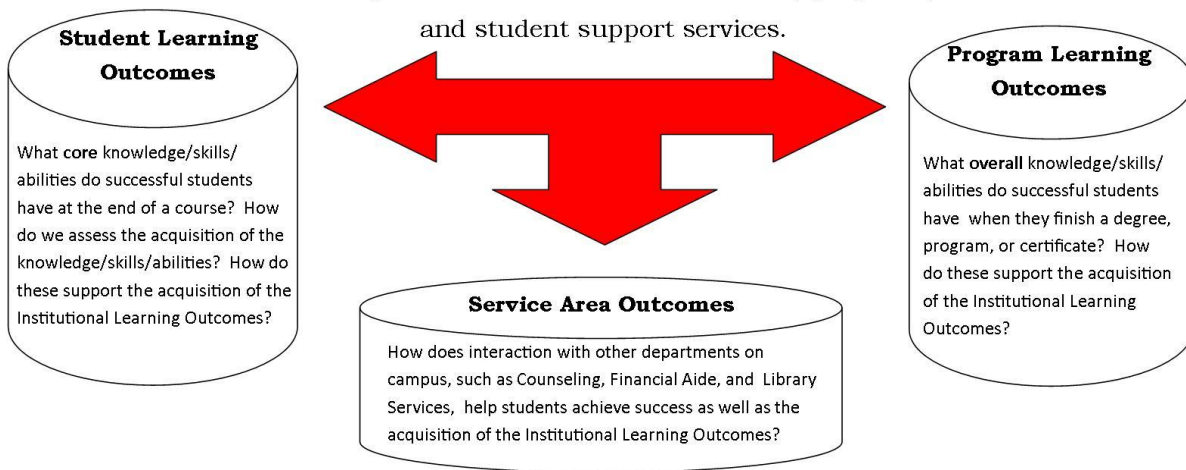 and student support services.
Student Learning
Outcomes
What core knowledge/skills/
abilities do successful students
have at the end of a course? How
do we assess the acquisition of the
knowledge/skills/abilities? How do
these support the acquisition of the
Institutional Learning Outcomes?
Program Learning
Outcomes
What overall knowledge/skills/
abilities do successful students
have when they finish a degree,
program, or certificate? How
do these support the acquisition
of the Institutional Learning
Outcomes?
Service Area Outcomes
How does interaction with other departments on
campus, such as Counseling, Financial Aide, and Library
Services, help students achieve success as well as the
acquisition of the Institutional Learning Outcomes?